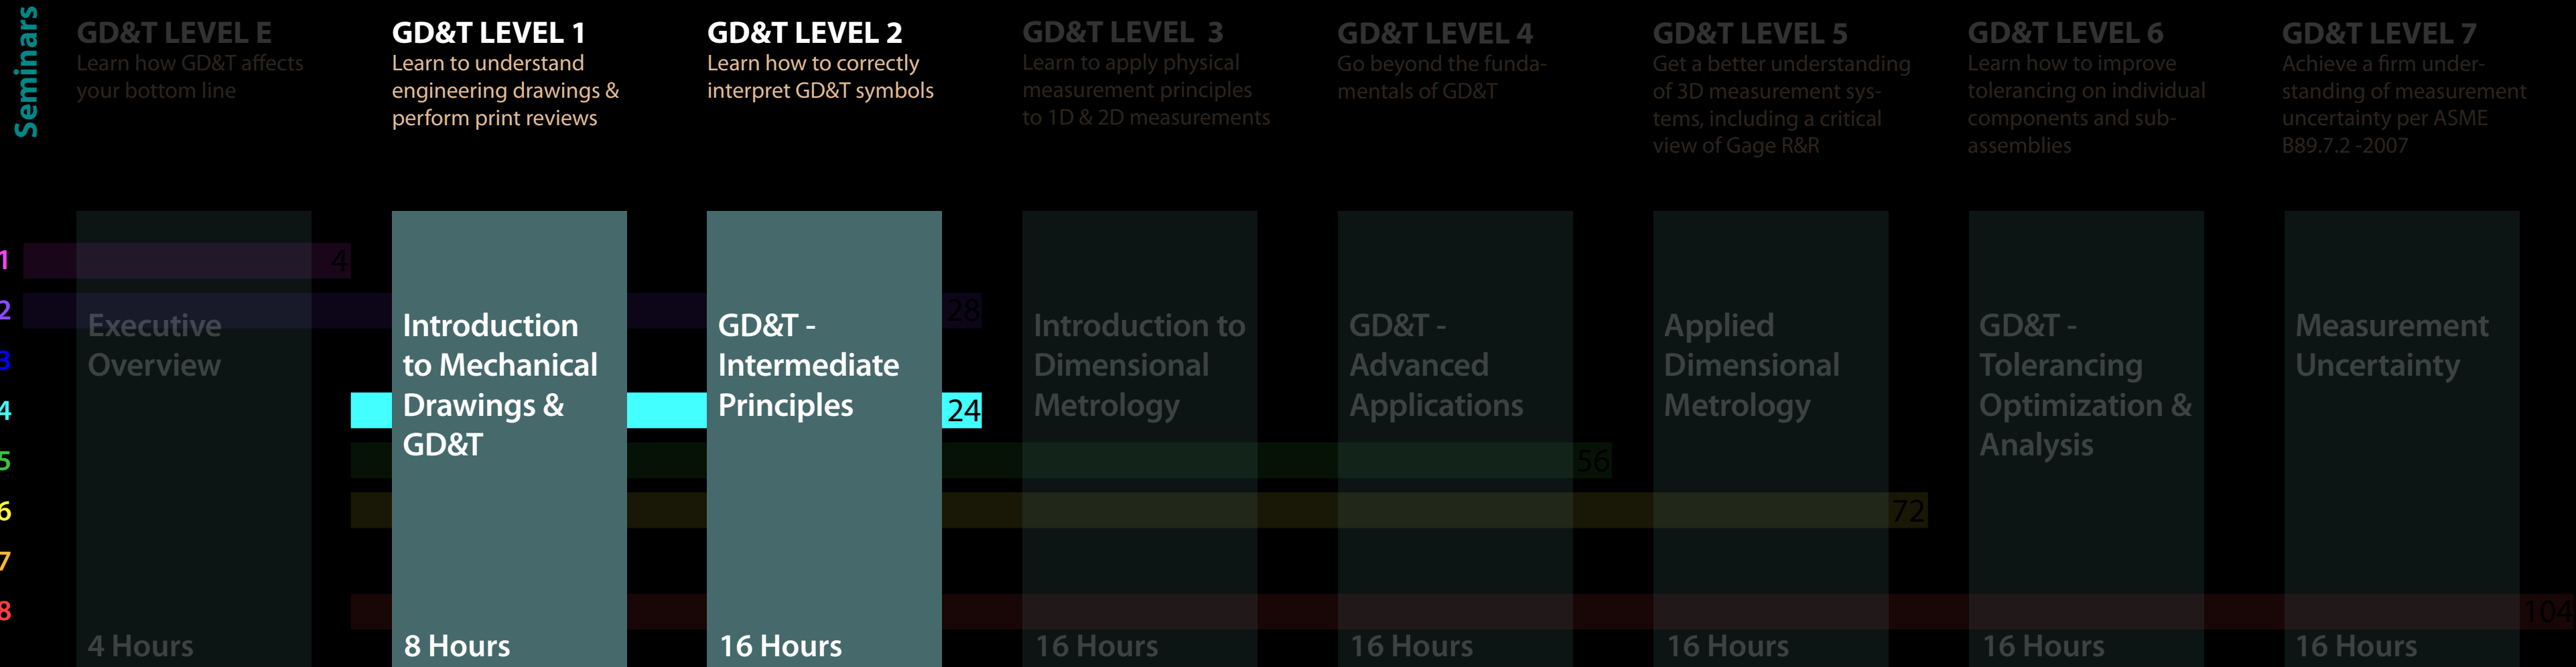 Seminars
GD&T LEVEL E
Learn how GD&T affects
your bottom line
GD&T LEVEL 1
Learn to understand
engineering drawings &
perform print reviews
GD&T LEVEL 2
Learn how to correctly
interpret GD&T symbols
GD&T LEVEL 3
Learn to apply physical
measurement principles
to 1D & 2D measurements
GD&T LEVEL 4
Go beyond the funda-
mentals of GD&T
GD&T LEVEL 5
Get a better understanding
of 3D measurement sys-
tems, including a critical
view of Gage R&R
GD&T LEVEL 6
Learn how to improve
tolerancing on individual
components and sub-
assemblies
GD&T LEVEL 7
Achieve a firm under-
standing of measurement
uncertainty per ASME
B89.7.2 -2007
1
4
2
28
3
4
24
5
56
6
72
7
8
104
Executive
Overview
4 Hours
Introduction
to Mechanical
Drawings &
GD&T
8 Hours
GD&T -
Intermediate
Principles
16 Hours
Introduction to
Dimensional
Metrology
16 Hours
GD&T -
Advanced
Applications
16 Hours
Applied
Dimensional
Metrology
16 Hours
GD&T -
Tolerancing
Optimization &
Analysis
16 Hours
Measurement
Uncertainty
16 Hours